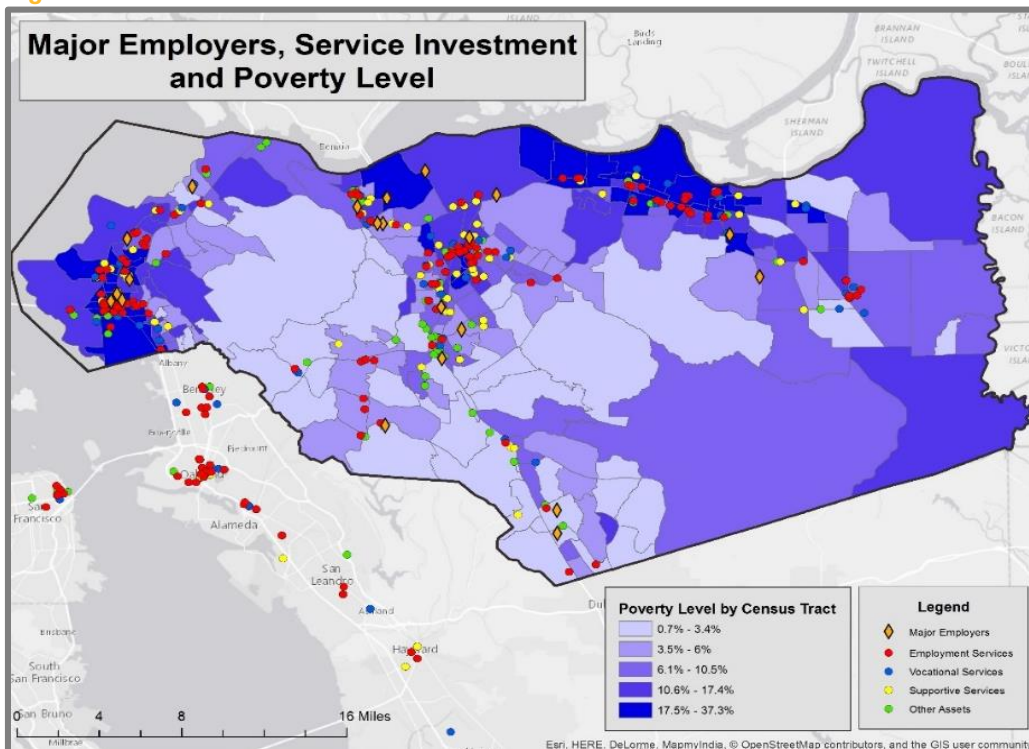 Major Employers, Service Investment
and Poverty Level
Birds
Landing
BRANNAN
ISLAND
TWITCHELL
ISLAND
SHERMAN
ISLAND
Benicia
BACON
ISLAND
Albany
Berkeley
Emeryville
Piedmont
San
Francisco
Alameda
San
Leandro
Ashland
Hayward
Brisbane
South
San Francisco
San Bruno
Millbrae
0 4 8 16 Miles
Poverty Level by Census Tract
0.7% - 3.4%
3.5% - 6%
6.1% - 10.5%
10.6% - 17.4%
17.5% - 37.3%
Legend
Major Employers
Employment Services
Vocational Services
Supportive Services
Other Assets
Esri, HERE, DeLorme, MapmyIndia, © OpenStreetMap contributors, and the GIS user community